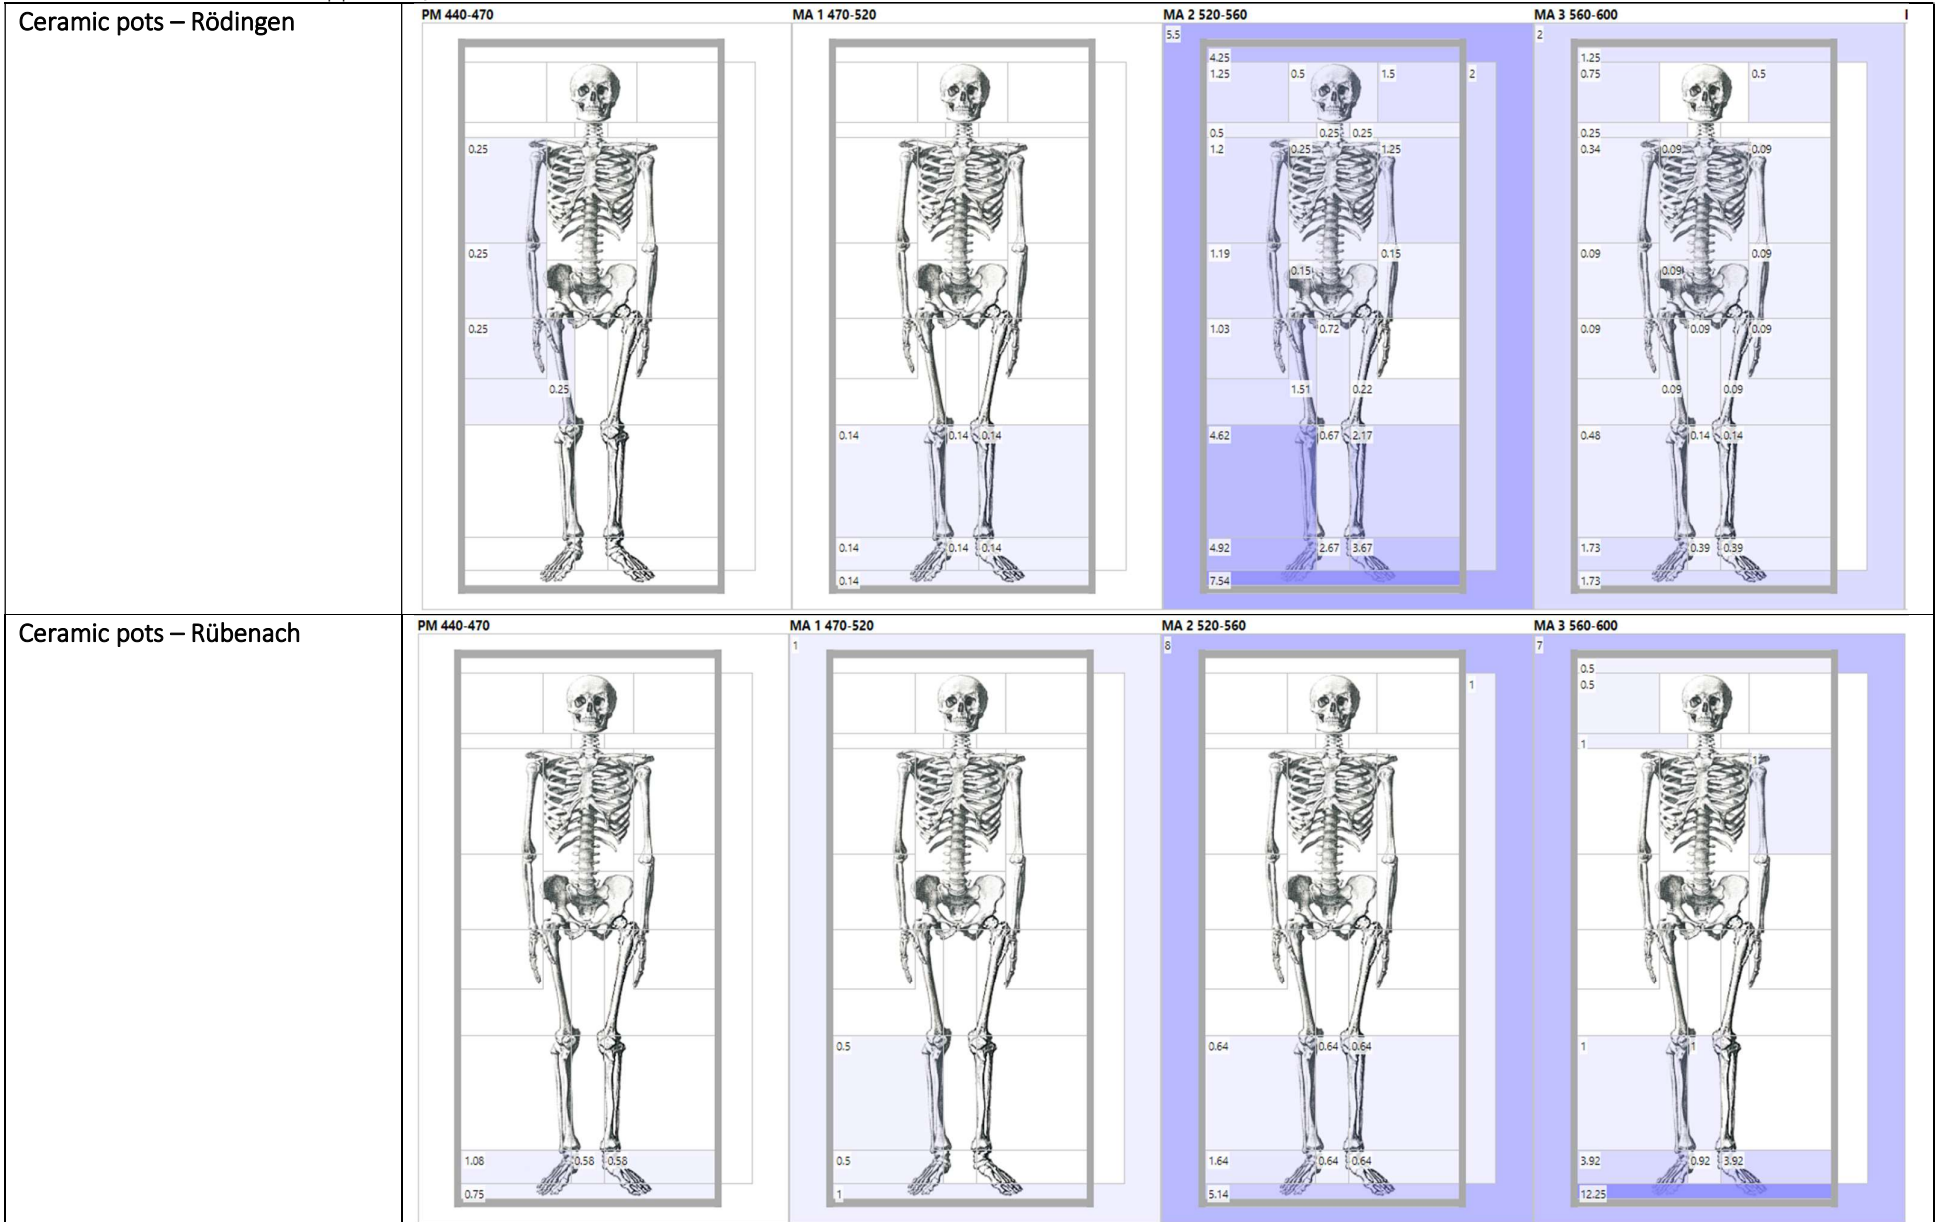 Ceramic pots – Rödingen
PM 440-470 MA 1 470-520 MA 2 520-560 MA 3 560-600
5.5 2
4.25 1.25
1.25 0.5 1.5 2 0.75 0.5
0.5 0.25 0.25 0.25
0.25 1.2 0.25 1.25 0.34 0.09 0.09
0.25 1.19 0.15 0.09 0.09
0.15 0.09
0.25 1.03 0.72 0.09 0.09 0.09
0.25 1.51 0.22 0.09 0.09
0.14 0.14 0.14 4.62 0.67 2.17 0.48 0.14 0.14
0.14 0.14 0.14 4.92 2.67 3.67 1.73 0.39 0.39
0.14 7.54 1.73
Ceramic pots – Rübenach
PM 440-470 MA 1 470-520 MA 2 520-560 MA 3 560-600
1 8 7
0.5
1 0.5
1
1
0.5 0.64 0.64 0.64 1 1
1.08 0.58 0.58 0.5 1.64 0.64 0.64 3.92 0.92 3.92
0.75 1 5.14 12.25